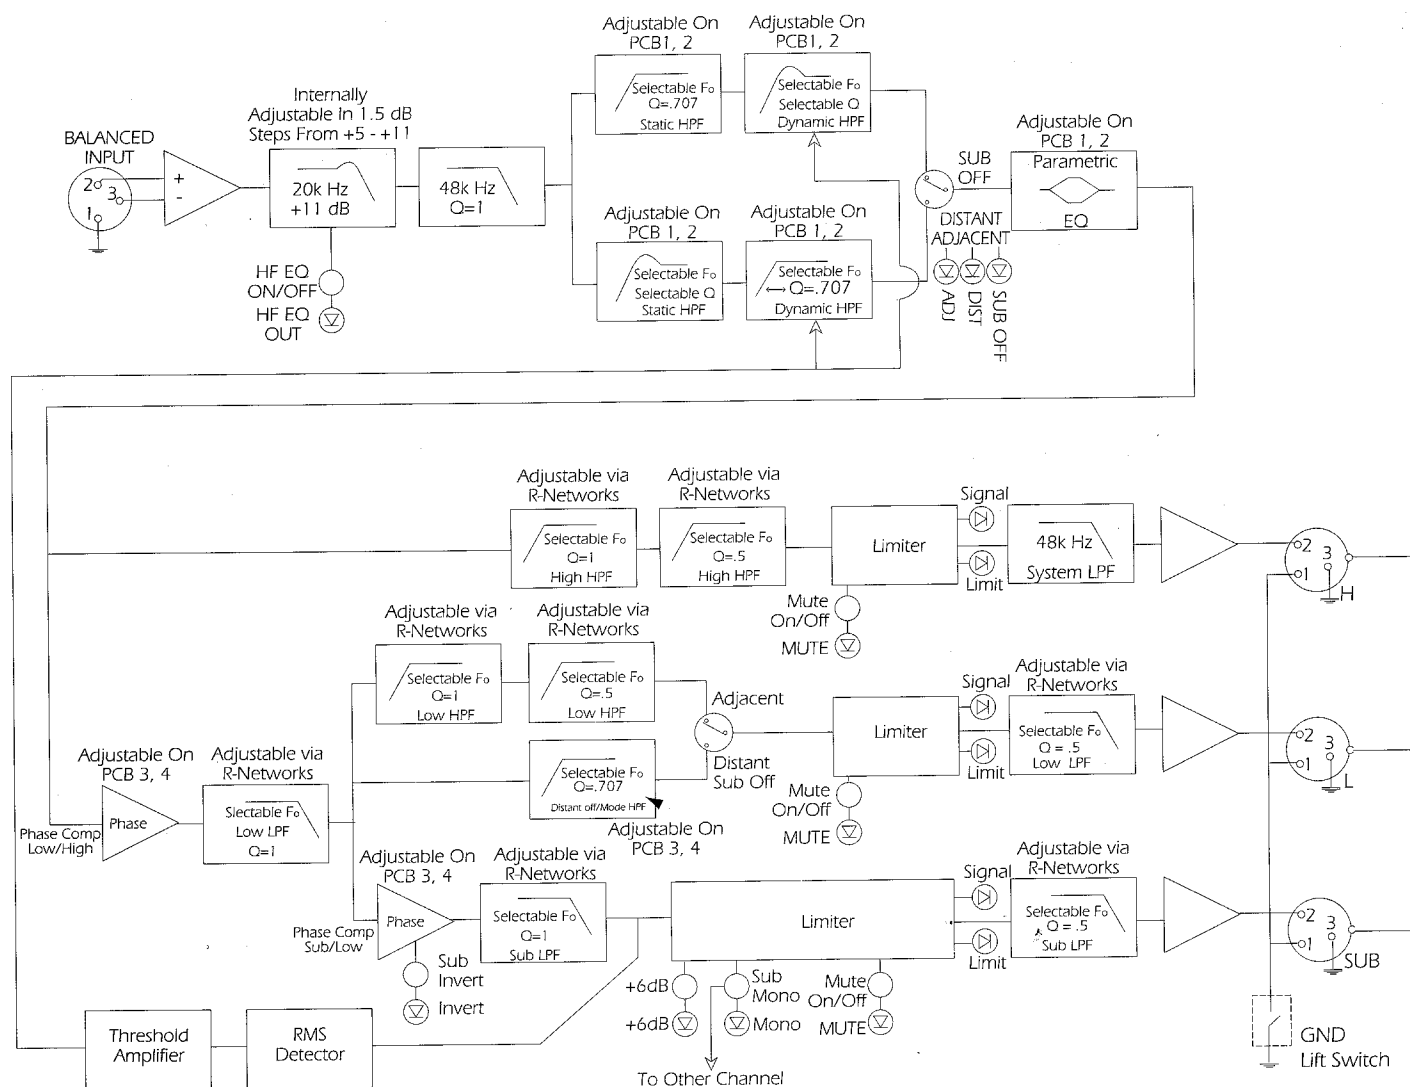 Adjustable On
PCB1, 2
Adjustable On
PCB1, 2
Internally
Adjustable In 1.5 dB
Steps From +5 - +11
BALANCED
INPUT
2
3
1
+
-
20k Hz
+11 dB
48k Hz
Q=1
Selectable Fo
Q=.707
Static HPF
Selectable Fo
Selectable Q
Dynamic HPF
SUB
OFF
Adjustable On
PCB 1, 2
Parametric
EQ
HF EQ
ON/OFF
HF EQ
OUT
Adjustable On
PCB 1, 2
Adjustable On
PCB 1, 2
Selectable Fo
Selectable Q
Static HPF
Selectable Fo
↔ Q=.707
Dynamic HPF
DISTANT
ADJACENT
ADJ
DIST
SUB OFF
Adjustable via
R-Networks
Adjustable via
R-Networks
Selectable Fo
Q=1
High HPF
Selectable Fo
Q=.5
High HPF
Limiter
Signal
Limit
Mute
On/Off
MUTE
48k Hz
System LPF
2
3
1
H
Adjustable via
R-Networks
Adjustable via
R-Networks
Selectable Fo
Q=1
Low HPF
Selectable Fo
Q=.5
Low HPF
Adjacent
Distant
Sub Off
Selectable Fo
Q=.707
Distant off/Mode HPF
Adjustable On
PCB 3, 4
Limiter
Signal
Limit
Mute
On/Off
MUTE
Adjustable via
R-Networks
Selectable Fo
Q = .5
Low LPF
2
3
1
L
Adjustable On
PCB 3, 4
Phase
Phase Comp
Low/High
Adjustable via
R-Networks
Slectable Fo
Low LPF
Q=1
Adjustable On
PCB 3, 4
Phase
Phase Comp
Sub/Low
Sub
Invert
Invert
Adjustable via
R-Networks
Selectable Fo
Q=1
Sub LPF
Limiter
Signal
Limit
+6dB
+6dB
Sub
Mono
Mono
Mute
On/Off
MUTE
To Other Channel
Adjustable via
R-Networks
Selectable Fo
Q = .5
Sub LPF
2
3
1
SUB
Threshold
Amplifier
RMS
Detector
GND
Lift Switch